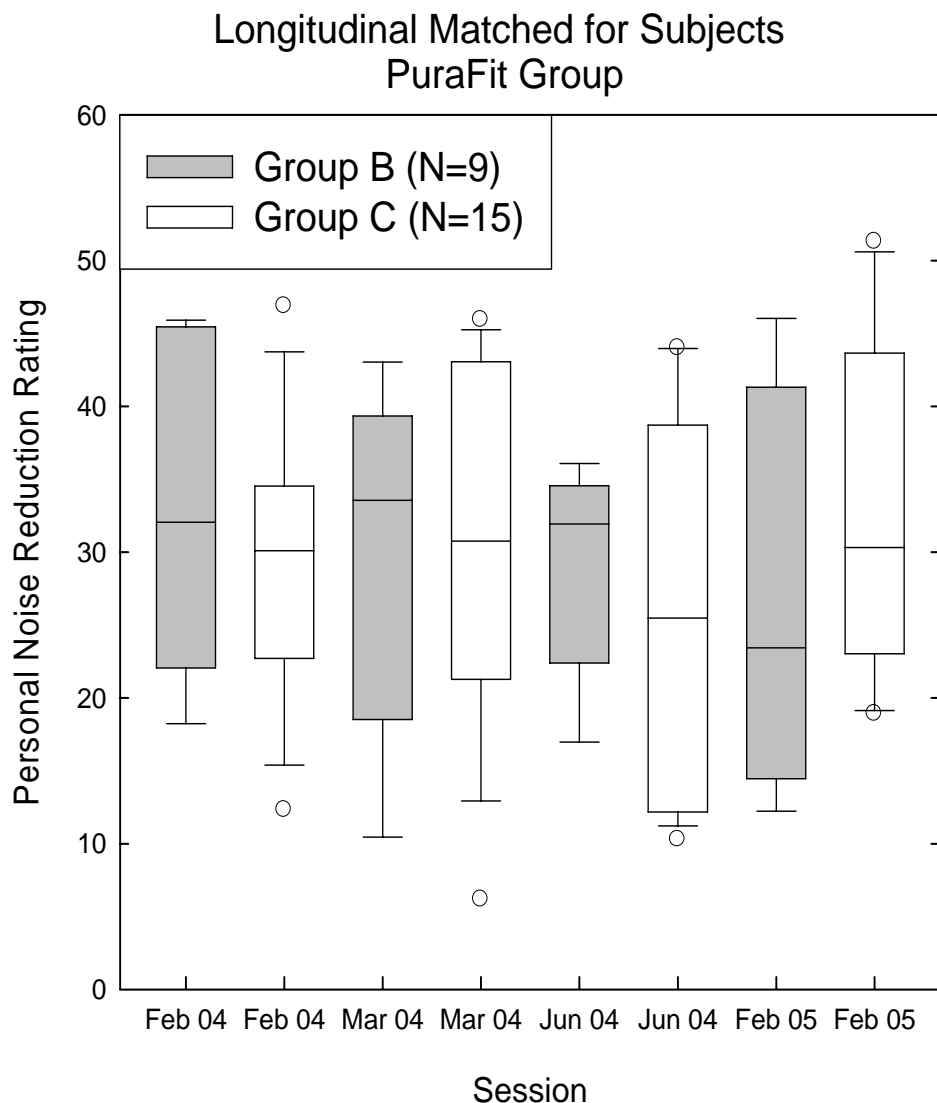 Longitudinal Matched for Subjects
PuraFit Group
Group B (N=9)
Group C (N=15)
Personal Noise Reduction Rating
60
50
40
30
20
10
0
Feb 04 Feb 04 Mar 04 Mar 04 Jun 04 Jun 04 Feb 05 Feb 05
Session